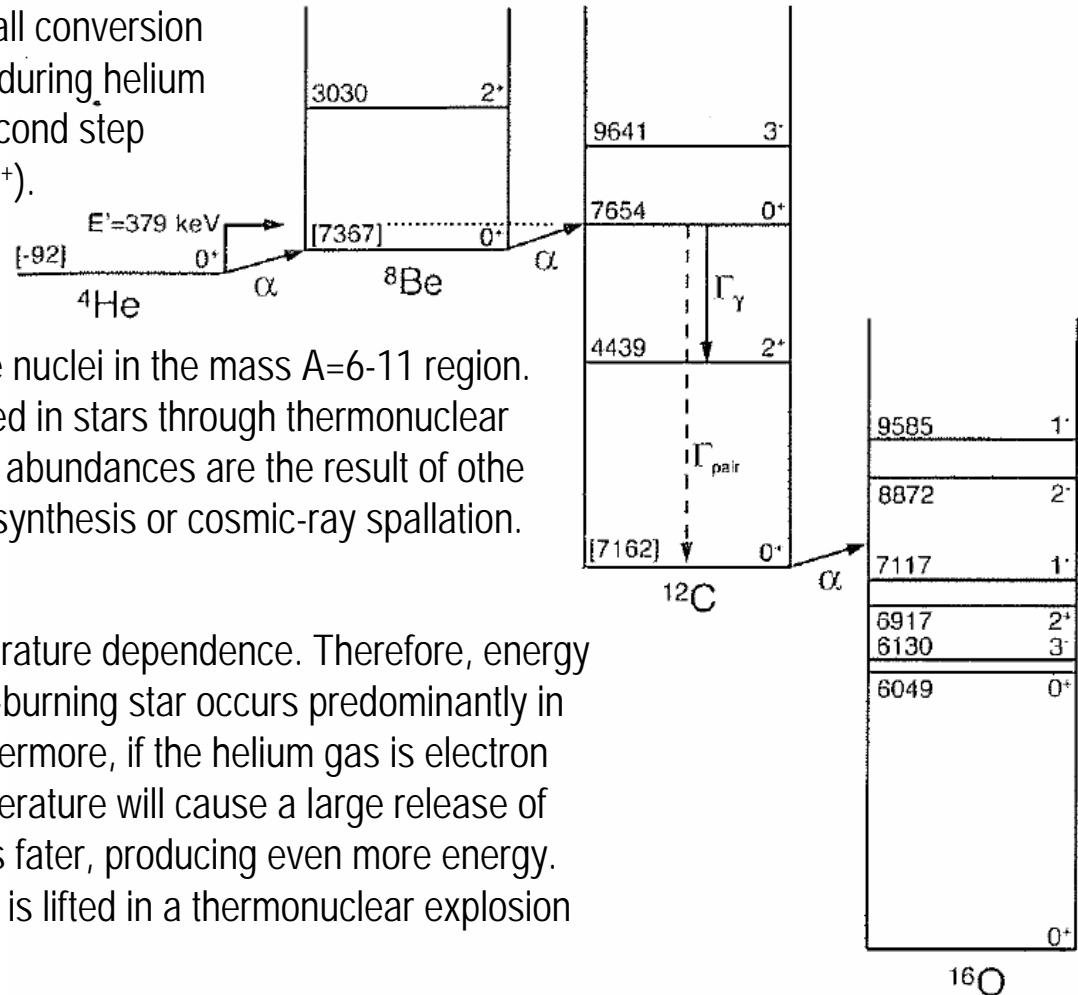 all conversion
during helium
cond step
+).
3030 2+
9641 3-
7654 0+
E'=379 keV
[7367] 0+
[-92] 0+
α
α
4He
8Be
Γγ
4439 2+
e nuclei in the mass A=6-11 region.
ed in stars through thermonuclear
abundances are the result of othe
synthesis or cosmic-ray spallation.
Γpair
9585 1-
8872 2-
[7162] 0+
α
7117 1-
12C
6917 2+
6130 3-
6049 0+
rature dependence. Therefore, energy
-burning star occurs predominantly in
ermore, if the helium gas is electron
perature will cause a large release of
s fater, producing even more energy.
is lifted in a thermonuclear explosion
0+
16O